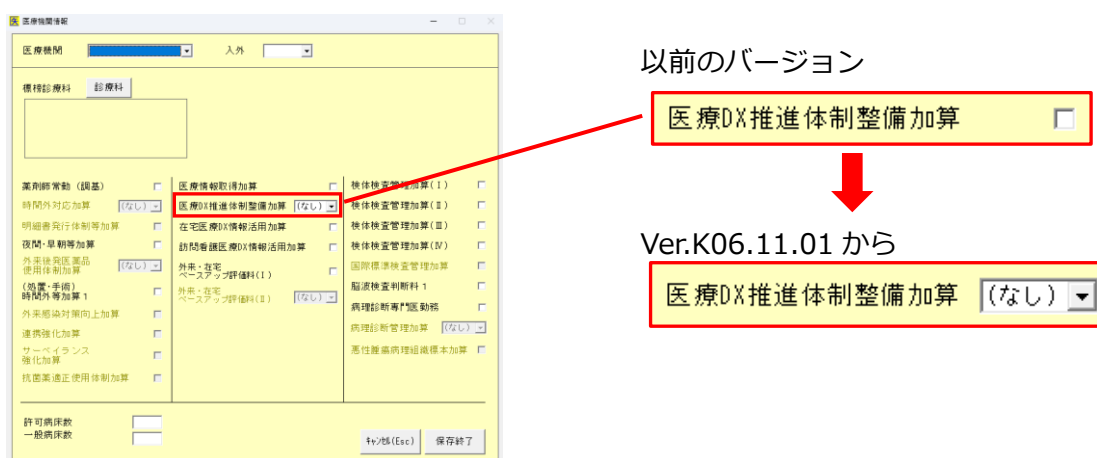 医 医療機関情報
医療機関
入外
標榜診療科 診療科
薬剤師常勤（調基）
時間外対応加算 (なし)
明細書発行体制等加算
夜間・早朝等加算
外来後発医薬品
使用体制加算 (なし)
(処置・手術)
時間外等加算１
外来感染対策向上加算
連携強化加算
サーベイランス
強化加算
抗菌薬適正使用体制加算
医療情報取得加算
医療DX推進体制整備加算 (なし)
在宅医療DX情報活用加算
訪問看護医療DX情報活用加算
外来・在宅
ベースアップ評価料(Ⅰ)
外来・在宅
ベースアップ評価料(Ⅱ) (なし)
検体検査管理加算(Ⅰ)
検体検査管理加算(Ⅱ)
検体検査管理加算(Ⅲ)
検体検査管理加算(Ⅳ)
国際標準検査管理加算
脳波検査判断料１
病理診断専門医勤務
病理診断管理加算 (なし)
悪性腫瘍病理組織標本加算
許可病床数
一般病床数
ｷｬﾝｾﾙ(Esc)
保存終了
以前のバージョン
医療DX推進体制整備加算
Ver.K06.11.01 から
医療DX推進体制整備加算 (なし)